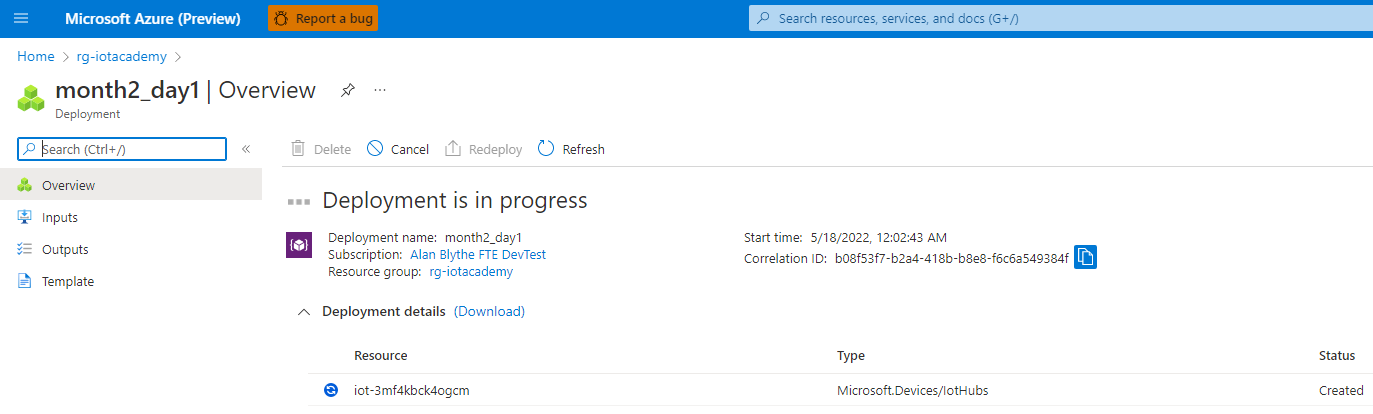 Microsoft Azure (Preview) Report a bug Search resources, services, and docs (G+/)
Home > rg-iotacademy >
month2_day1 | Overview ...
Deployment
Search (Ctrl+/) «
Delete Cancel Redeploy Refresh
Overview
Inputs
Outputs
Template
Deployment is in progress
Deployment name: month2_day1
Subscription: Alan Blythe FTE DevTest
Resource group: rg-iotacademy
Start time: 5/18/2022, 12:02:43 AM
Correlation ID: b08f53f7-b2a4-418b-b8e8-f6c6a549384f
Deployment details (Download)
Resource Type Status
iot-3mf4kbck4ogcm Microsoft.Devices/IotHubs Created